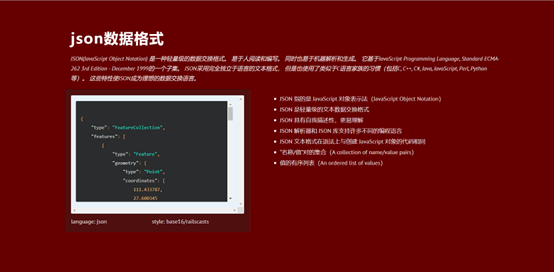 json数据格式
JSON(JavaScript Object Notation) 是一种轻量级的数据交换格式。 易于人阅读和编写。 同时也易于机器解析和生成。 它基于JavaScript Programming Language, Standard ECMA-
262 3rd Edition - December 1999的一个子集。 JSON采用完全独立于语言的文本格式， 但是也使用了类似于C语言家族的习惯（包括C, C++, C#, Java, JavaScript, Perl, Python
等）。 这些特性使JSON成为理想的数据交换语言。
{
"type": "FeatureCollection",
"features": [
{
"type": "Feature",
"geometry": {
"type": "Point",
"coordinates": [
113.433787,
27.600345
language: json
style: base16/railscasts
JSON 指的是 JavaScript 对象表示法（JavaScript Object Notation）
JSON 是轻量级的文本数据交换格式
JSON 具有自我描述性，更易理解
JSON 解析器和 JSON 库支持许多不同的编程语言
JSON 文本格式在语法上与创建 JavaScript 对象的代码相同
“名称/值”对的集合（A collection of name/value pairs）
值的有序列表（An ordered list of values）